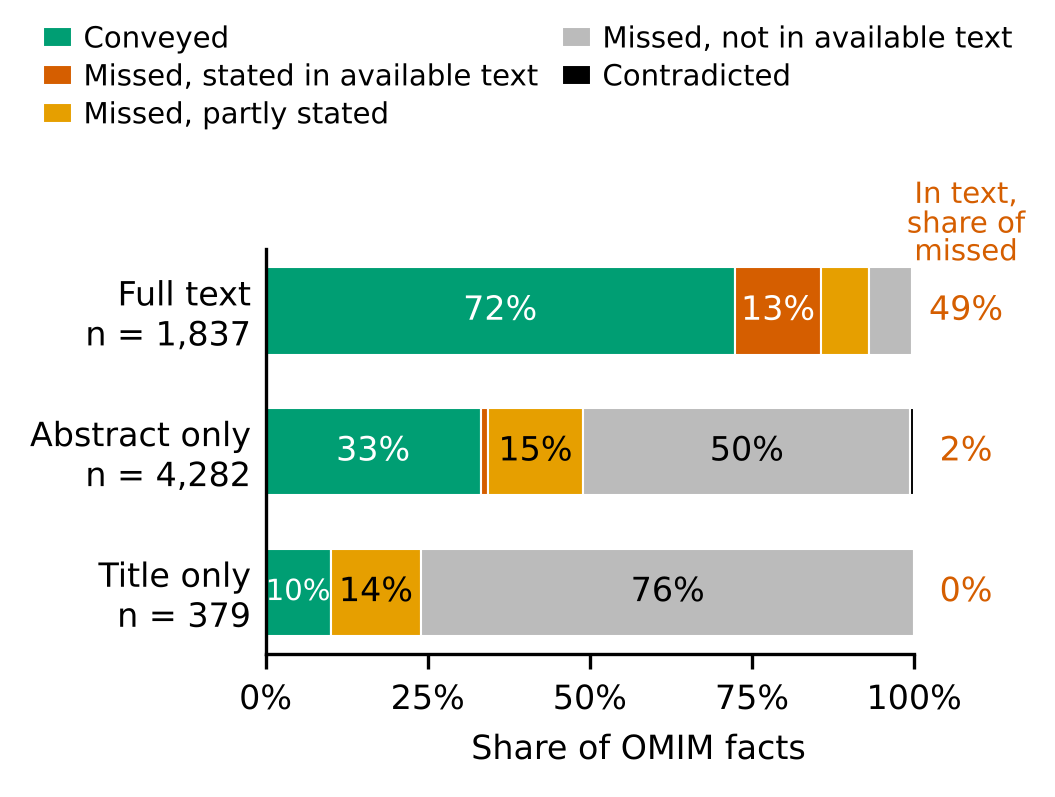 Conveyed
Missed, stated in available text
Missed, partly stated
Missed, not in available text
Contradicted
In text,
share of
missed
Full text
n = 1,837
72%
13%
49%
Abstract only
n = 4,282
33%
15%
50%
2%
Title only
n = 379
10%
14%
76%
0%
0%
25%
50%
75%
100%
Share of OMIM facts